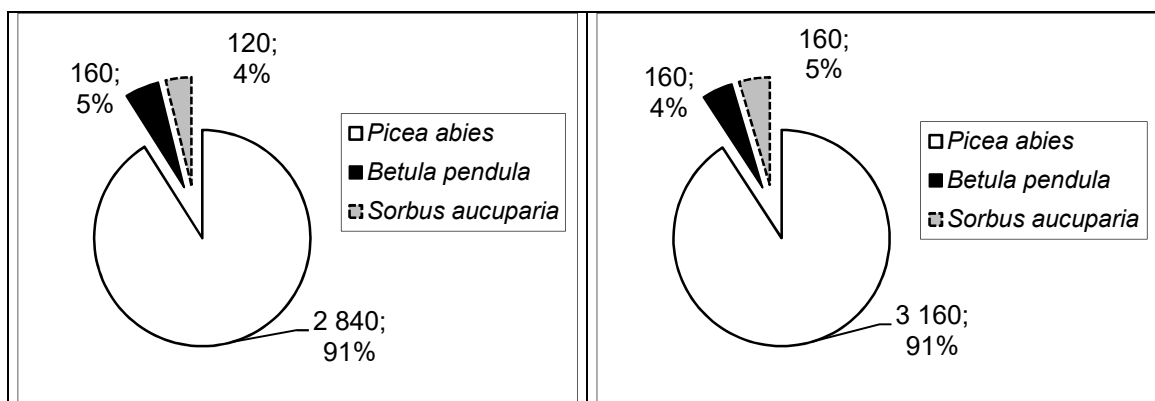 120;
4%
160;
5%
Picea abies
Betula pendula
Sorbus aucuparia
2 840;
91%
160;
5%
160;
4%
Picea abies
Betula pendula
Sorbus aucuparia
3 160;
91%